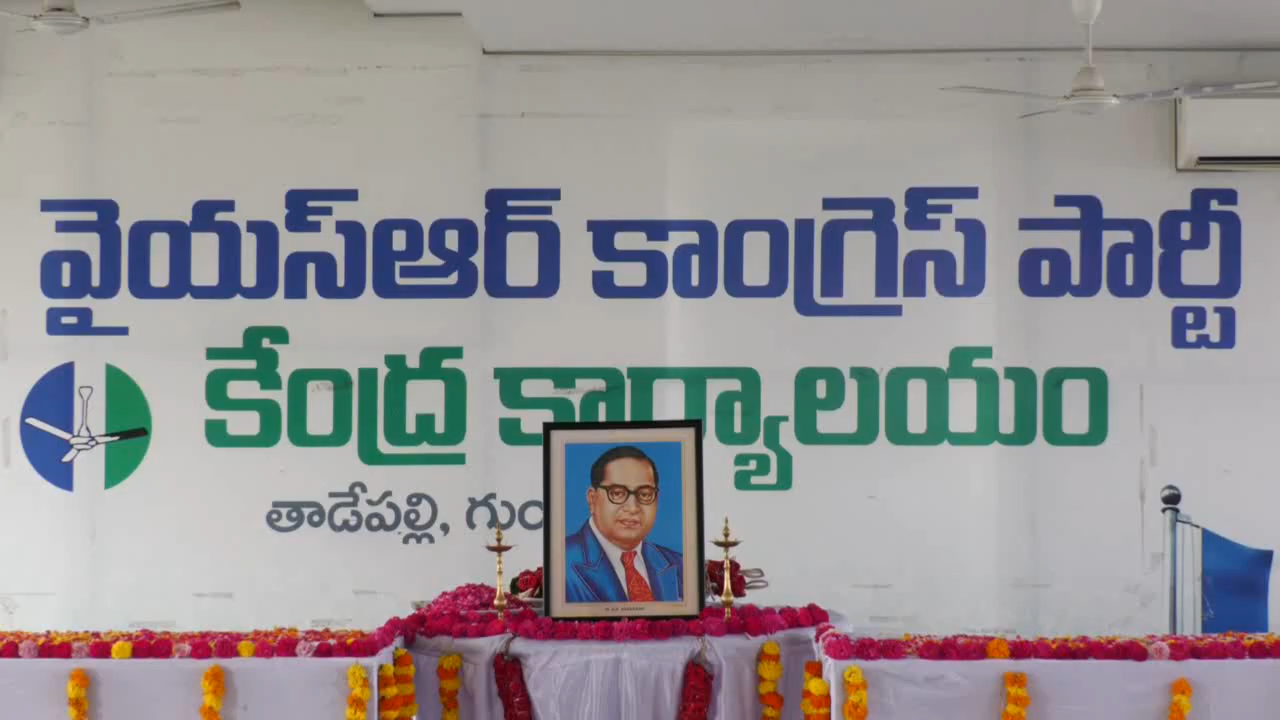 వైయస్ఆర్ కాంగ్రెస్ పార్టీ
కేంద్ర కార్యాలయం
తాడేపల్లి,